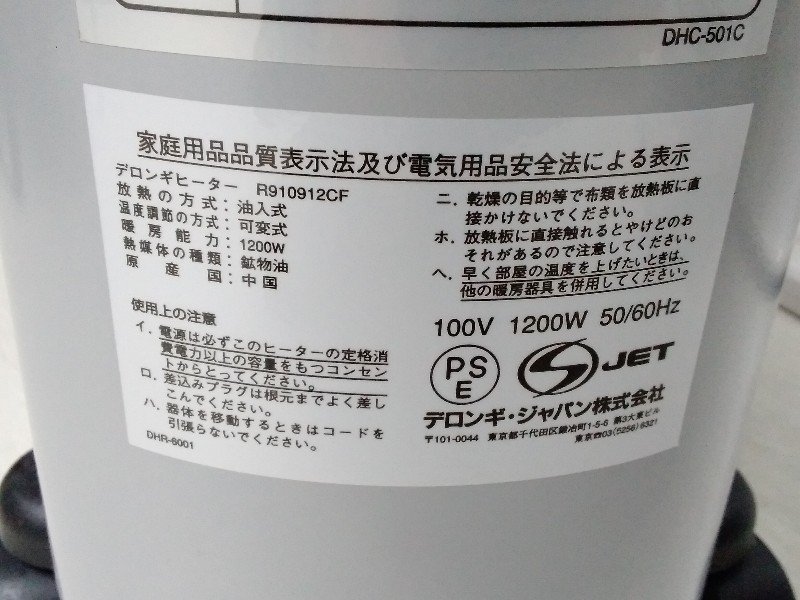 DHC-501C
家庭用品品質表示法及び電気用品安全法による表示
デロンギヒーター R910912CF
放熱の方式：油入式
温度調節の方式：可変式
暖房能力：1200W
熱媒体の種類：鉱物油
原産国：中国
使用上の注意
イ．電源は必ずこのヒーターの定格消
費電力以上の容量をもつコンセン
トからとってください。
ロ．差込みプラグは根元までよく差し
こんでください。
ハ．器体を移動するときはコードを
引張らないでください。
DHR-6001
ニ．乾燥の目的等で布類を放熱板に直
接かけないでください。
ホ．放熱板に直接触れるとやけどのお
それがあるので注意してください。
ヘ．早く部屋の温度を上げたいときは、
他の暖房器具を併用してください。
100V 1200W 50/60Hz
PS
E
JET
デロンギ・ジャパン株式会社
〒101-0044 東京都千代田区鍛冶町1-5-6 第3大東ビル
東京 03(5256)6321